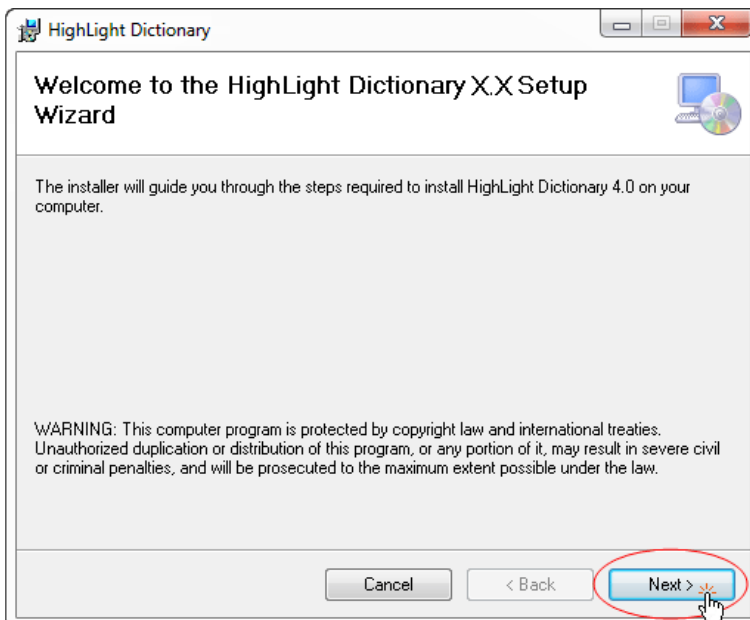 HighLight Dictionary
Welcome to the HighLight Dictionary X.X Setup
Wizard
The installer will guide you through the steps required to install HighLight Dictionary 4.0 on your
computer.
WARNING: This computer program is protected by copyright law and international treaties.
Unauthorized duplication or distribution of this program, or any portion of it, may result in severe civil
or criminal penalties, and will be prosecuted to the maximum extent possible under the law.
Cancel
< Back
Next >